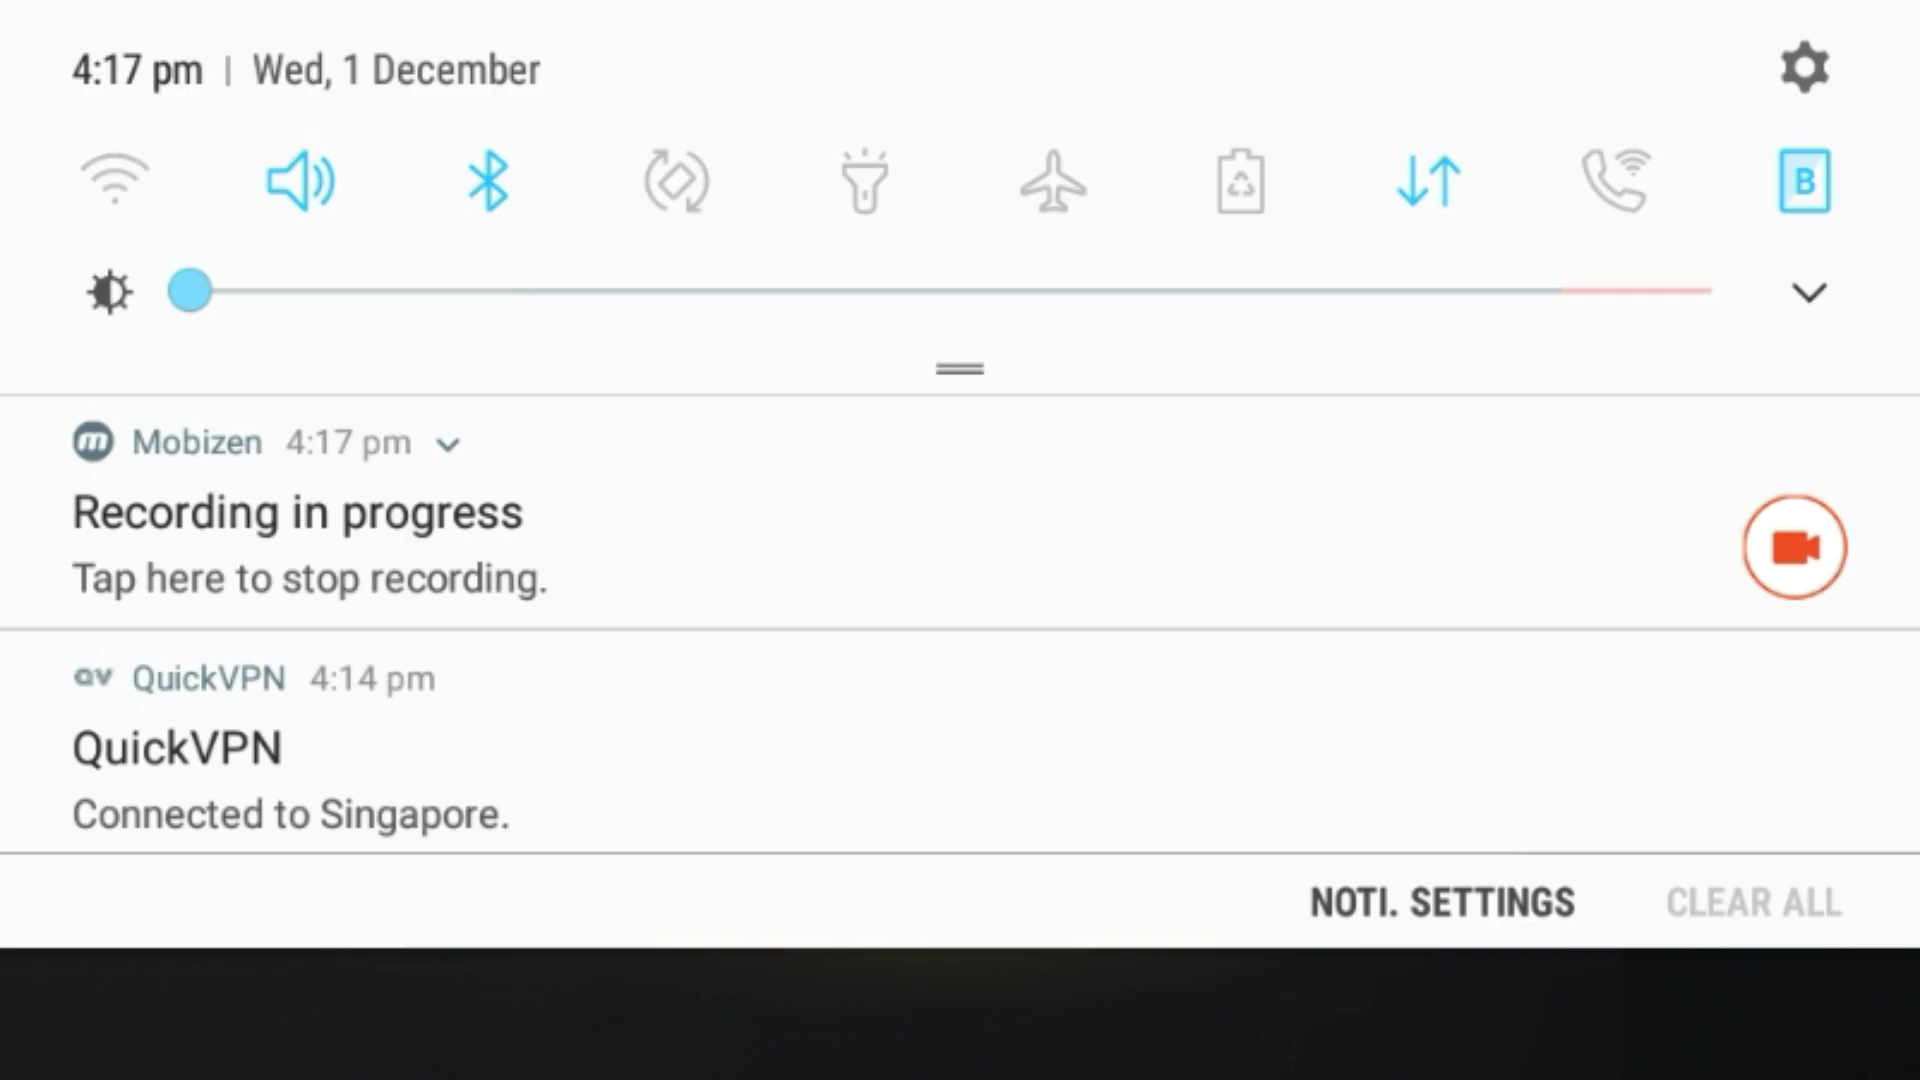 4:17 pm | Wed, 1 December
B
Mobizen 4:17 pm
Recording in progress
Tap here to stop recording.
QuickVPN 4:14 pm
QuickVPN
Connected to Singapore.
NOTI. SETTINGS CLEAR ALL